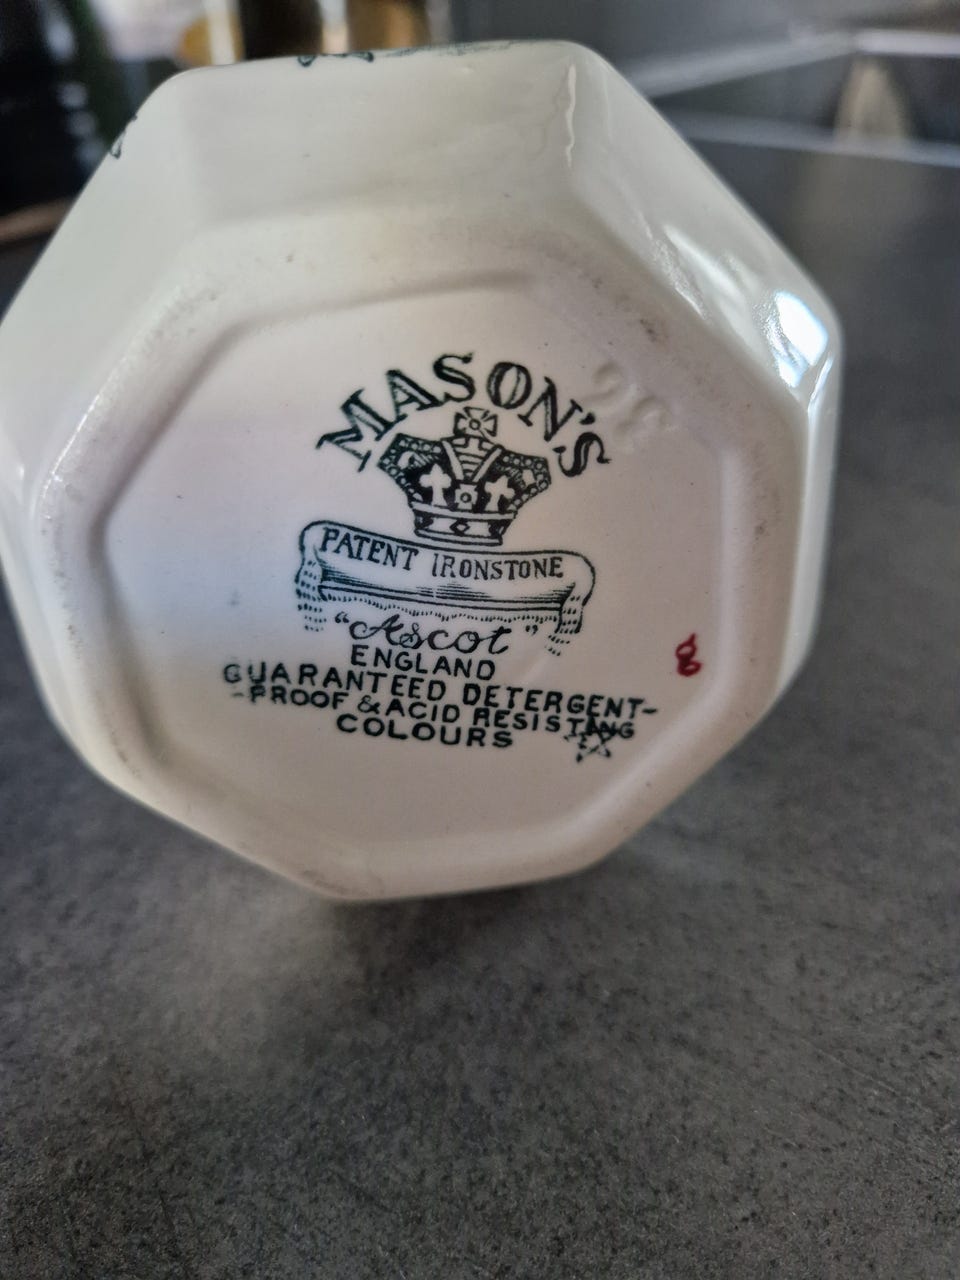 MASON'S
PATENT IRONSTONE
"Ascot"
ENGLAND
GUARANTEED DETERGENT-
-PROOF & ACID RESISTING
COLOURS
g